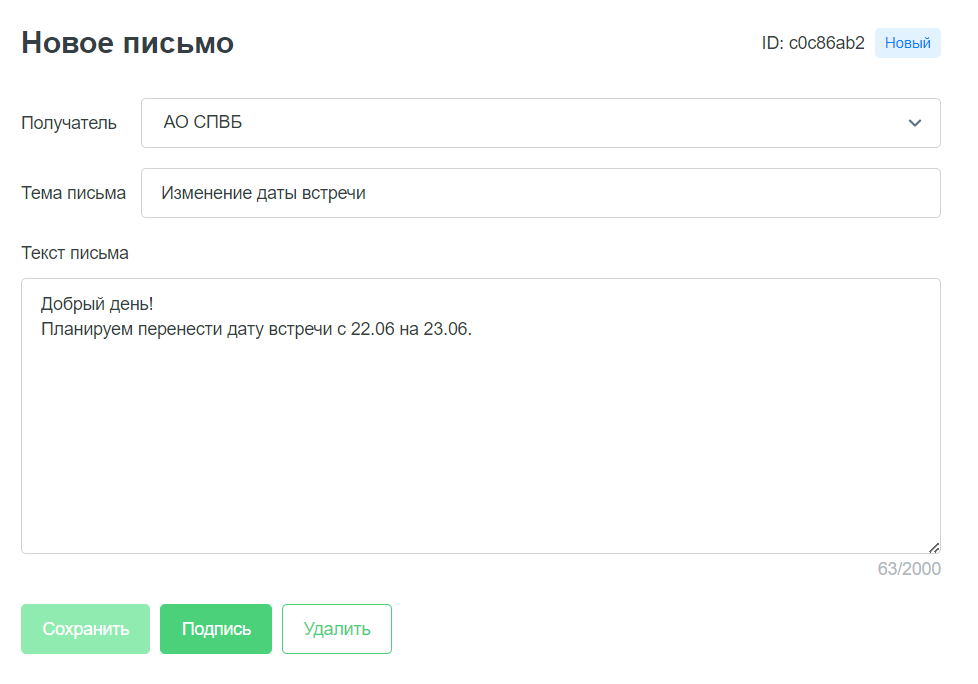 Новое письмо
ID: c0c86ab2 Новый
Получатель АО СПВБ
Тема письма Изменение даты встречи
Текст письма
Добрый день!
Планируем перенести дату встречи с 22.06 на 23.06.
63/2000
Сохранить Подпись Удалить